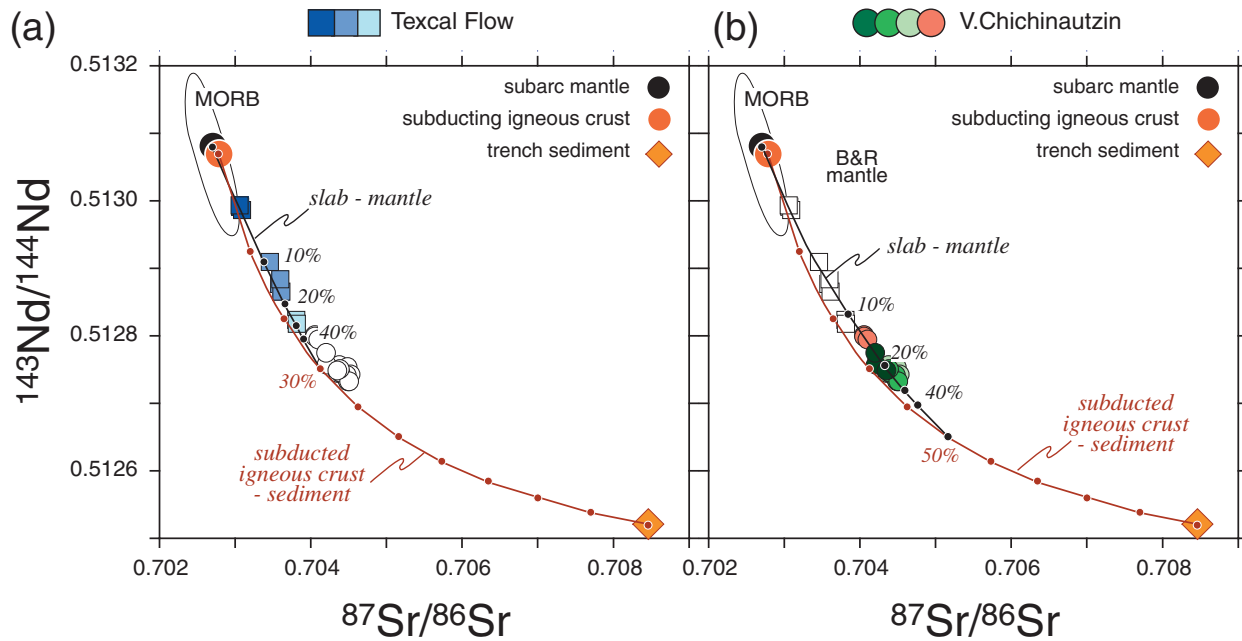 (a)
Texcal Flow
0.5132
0.5130
0.5128
0.5126
143Nd/144Nd
MORB
subarc mantle
subducting igneous crust
trench sediment
slab - mantle
10%
20%
40%
30%
subducted
igneous crust
- sediment
0.702
0.704
0.706
0.708
87Sr/86Sr
(b)
V.Chichinautzin
MORB
subarc mantle
subducting igneous crust
trench sediment
B&R
mantle
slab - mantle
10%
20%
40%
50%
subducted
igneous crust
- sediment
0.702
0.704
0.706
0.708
87Sr/86Sr